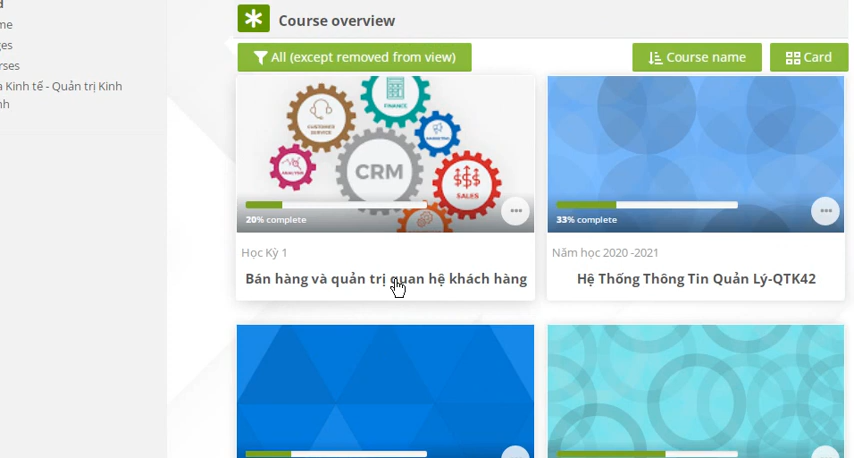 d
me
ges
rses
a Kinh tế - Quản trị Kinh
nh
Course overview
All (except removed from view)
Course name
Card
CUSTOMER SERVICE
FINANCE
CRM
SALES
20% complete
33% complete
Học Kỳ 1
Năm học 2020 -2021
Bán hàng và quản trị quan hệ khách hàng
Hệ Thống Thông Tin Quản Lý-QTK42